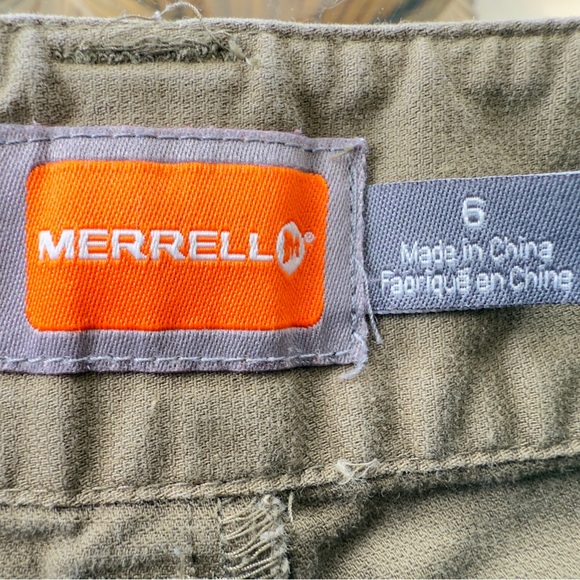 MERRELL®
6
Made in China
Fabriqué en Chine